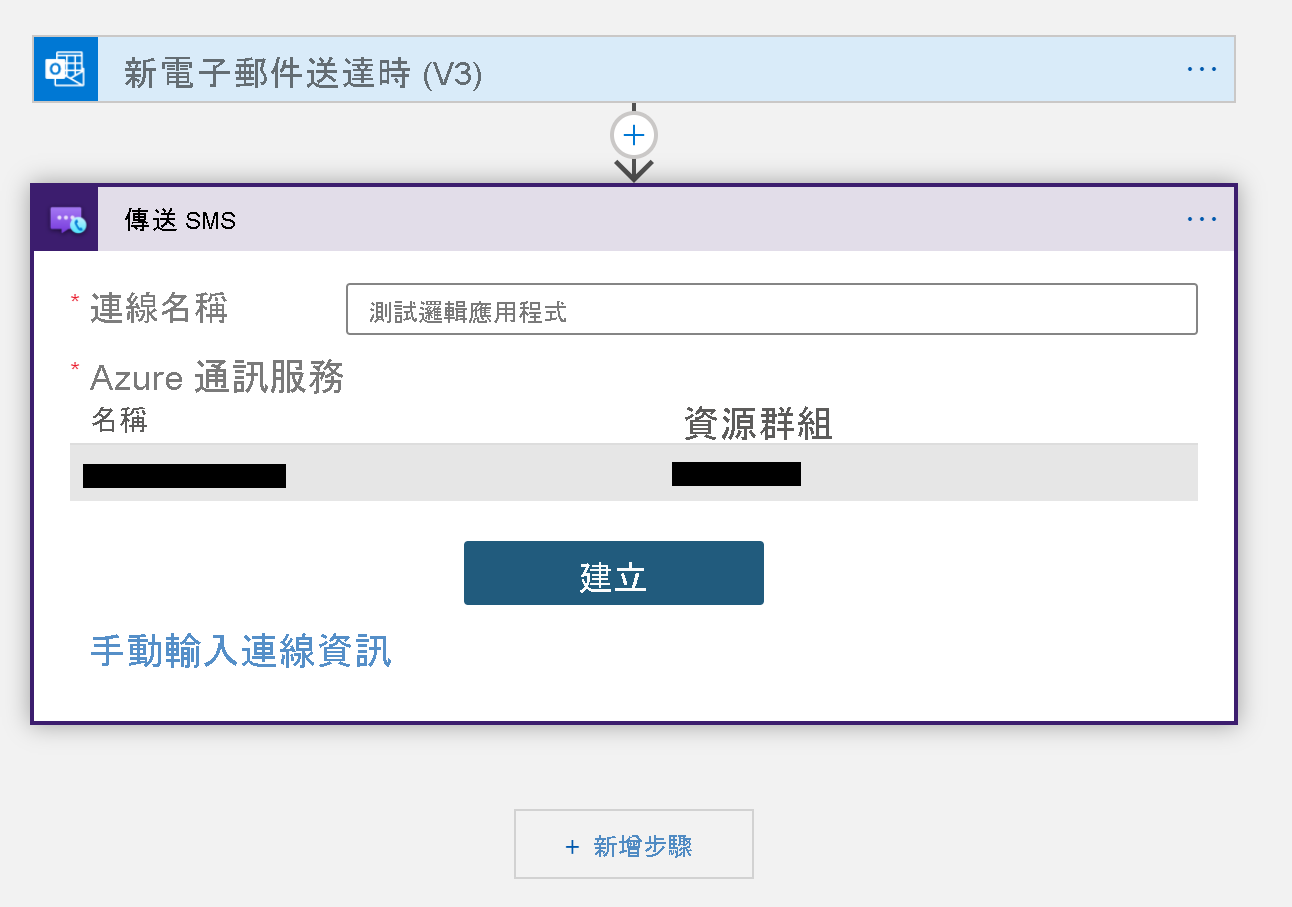 新電子郵件送達時 (V3)
傳送 SMS
* 連線名稱
測試邏輯應用程式
* Azure 通訊服務
名稱 資源群組
建立
手動輸入連線資訊
+ 新增步驟